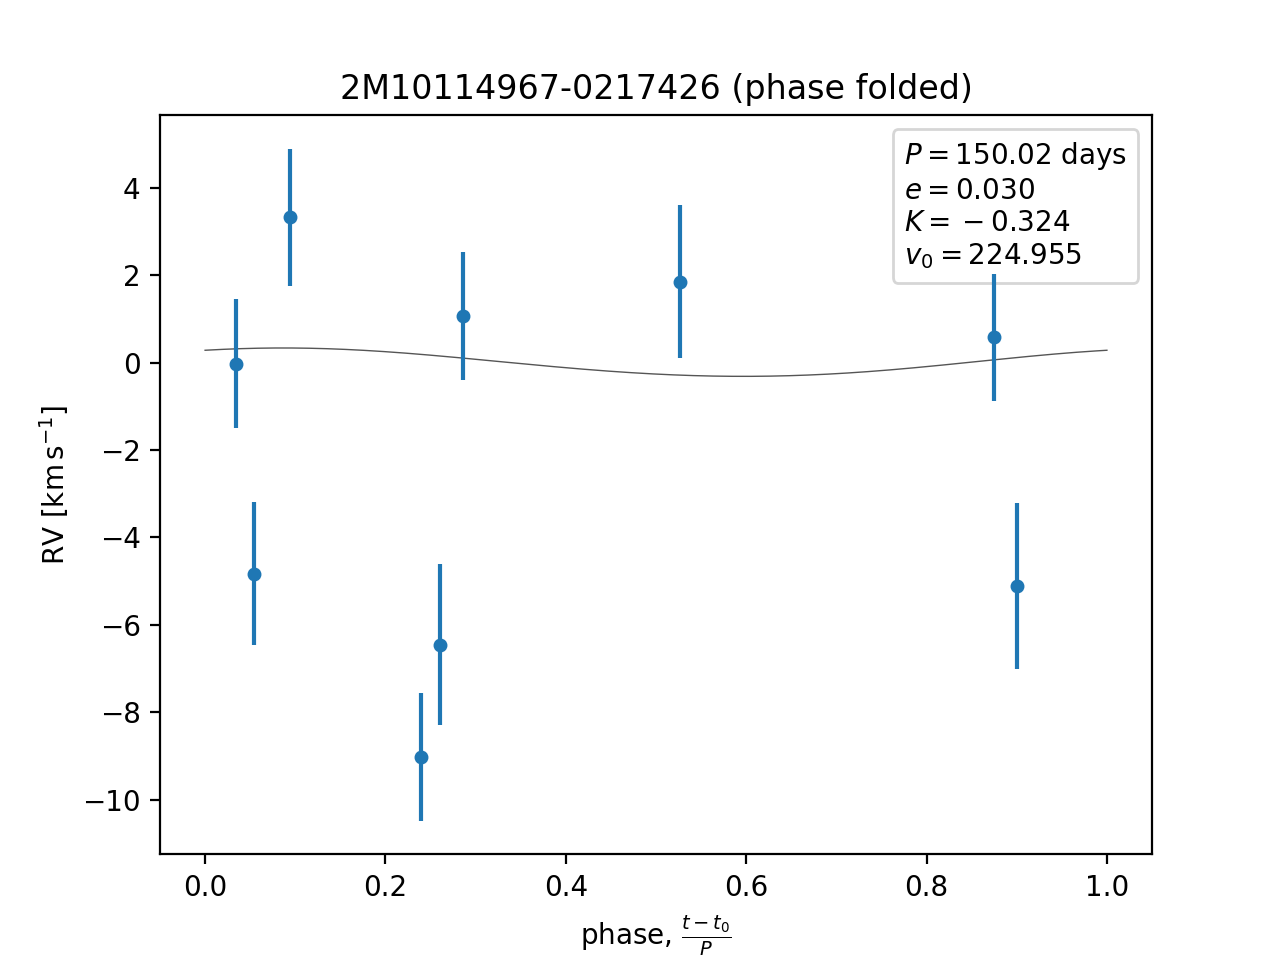 2M10114967-0217426 (phase folded)
P = 150.02 days
e = 0.030
K = −0.324
v₀ = 224.955
4
2
0
−2
−4
−6
−8
−10
RV [km s⁻¹]
0.0 0.2 0.4 0.6 0.8 1.0
phase, (t − t₀)/P